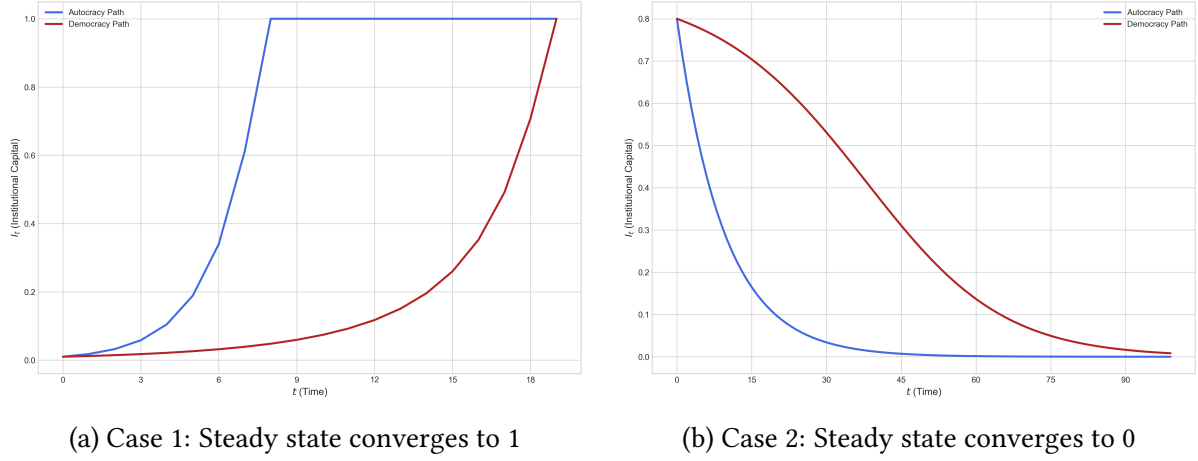 Autocracy Path
Democracy Path
1.0
0.8
0.6
0.4
0.2
0.0
I_t (Institutional Capital)
0 3 6 9 12 15 18
t (Time)
(a) Case 1: Steady state converges to 1
Autocracy Path
Democracy Path
0.8
0.7
0.6
0.5
0.4
0.3
0.2
0.1
0.0
I_t (Institutional Capital)
0 15 30 45 60 75 90
t (Time)
(b) Case 2: Steady state converges to 0